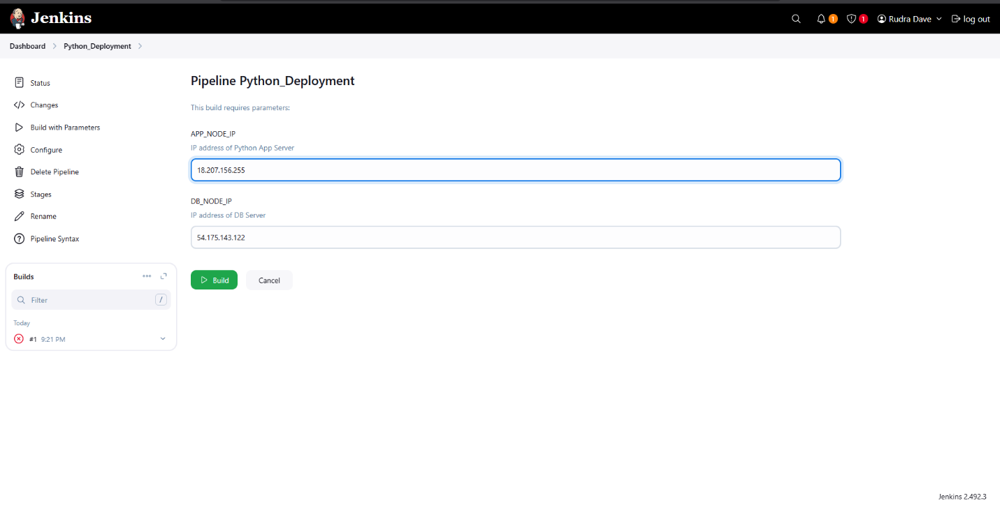 Jenkins
1
1
Rudra Dave
log out
Dashboard
Python_Deployment
Status
Changes
Build with Parameters
Configure
Delete Pipeline
Stages
Rename
Pipeline Syntax
Builds
Filter
/
Today
#1 9:21 PM
Pipeline Python_Deployment
This build requires parameters:
APP_NODE_IP
IP address of Python App Server
18.207.156.255
DB_NODE_IP
IP address of DB Server
54.175.143.122
Build
Cancel
Jenkins 2.492.3